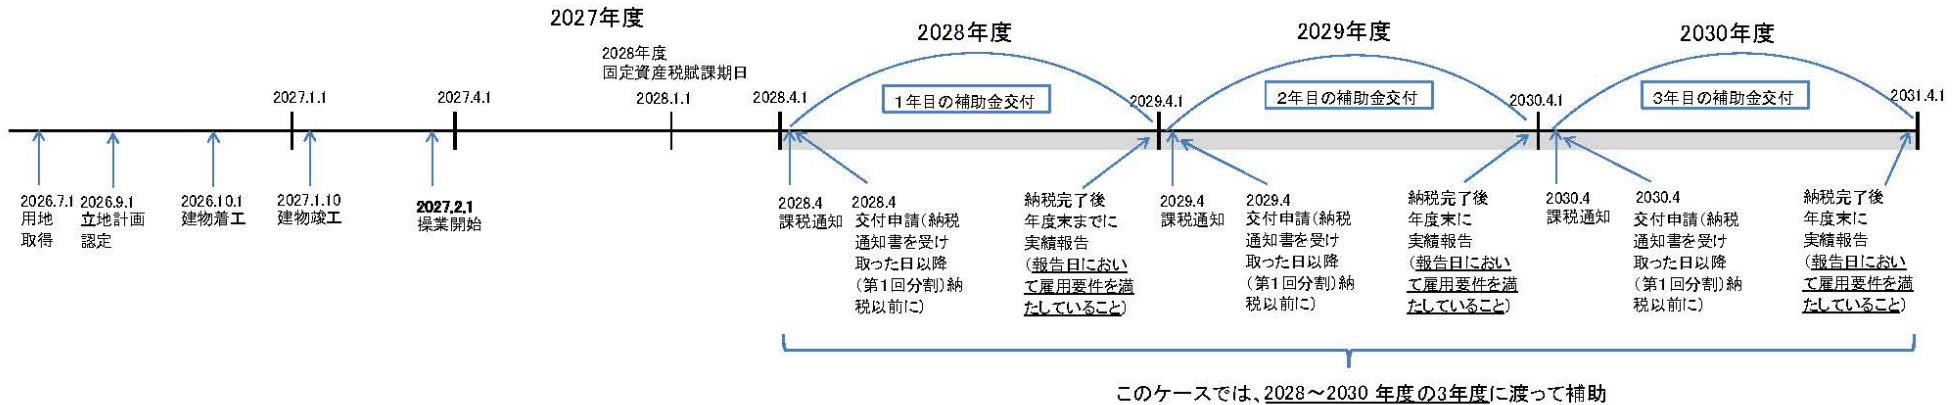 2027年度
2028年度
2029年度
2030年度
2028年度
固定資産税賦課期日
1年目の補助金交付
2年目の補助金交付
3年目の補助金交付
2027.1.1
2027.4.1
2028.1.1
2028.4.1
2029.4.1
2030.4.1
2031.4.1
2026.7.1
用地
取得
2026.9.1
立地計画
認定
2026.10.1
建物着工
2027.1.10
建物竣工
2027.2.1
操業開始
2028.4
課税通知
2028.4
交付申請(納税
通知書を受け
取った日以降
(第1回分割)納
税以前に)
納税完了後
年度末までに
実績報告
(報告日におい
て雇用要件を満
たしていること)
2029.4
課税通知
2029.4
交付申請(納税
通知書を受け
取った日以降
(第1回分割)納
税以前に)
納税完了後
年度末に
実績報告
(報告日におい
て雇用要件を満
たしていること)
2030.4
課税通知
2030.4
交付申請(納税
通知書を受け
取った日以降
(第1回分割)納
税以前に)
納税完了後
年度末に
実績報告
(報告日におい
て雇用要件を満
たしていること)
このケースでは、2028～2030 年度の3年度に渡って補助